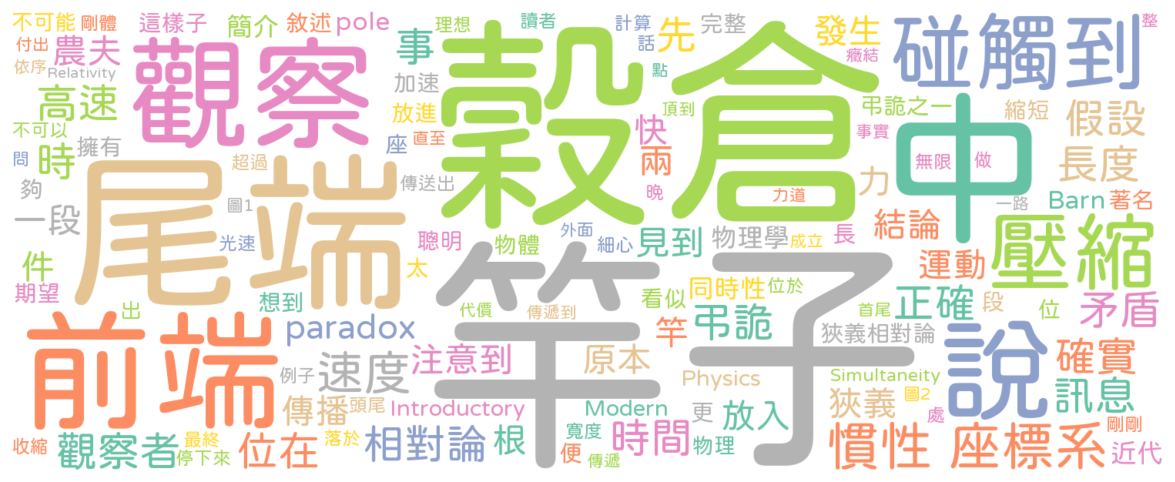 不可能 剛體 這樣子 簡介 敘述 pole 理想 讀者 計算 完整 發生 整
付出 農夫 觀察 事 穀倉 話 先 碰觸到 癥結
依序 Relativity 加速 點 弔詭之一 縮短 假設
高速 放進 頂到 中
不可以 擁有 座 直至 快 事實
問 時 超過 兩 無限 做 長度
夠 尾端 傳送出 晚 力道 力 Barn 著名
一段 圖1 一路
光速 聰明 物體 外面 細心 見到 物理學 成立 長 結論 壓縮
件 太 竿子 運動
期望 想到 看似 同時性 位於
出 代價 傳遞到 首尾 正確 段 位 矛盾
前端 paradox 竿 弔詭 狹義相對論 說
速度 注意到 原本 確實
例子 Physics Simultaneity 訊息
傳播 頭尾 Introductory Modern 更 放入 狹義 圖2
收縮 觀察者 最終 位在 落於 相對論 根 寬度 時間 處 剛剛
停下來 便 物理 慣性 座標系 近代
傳遞